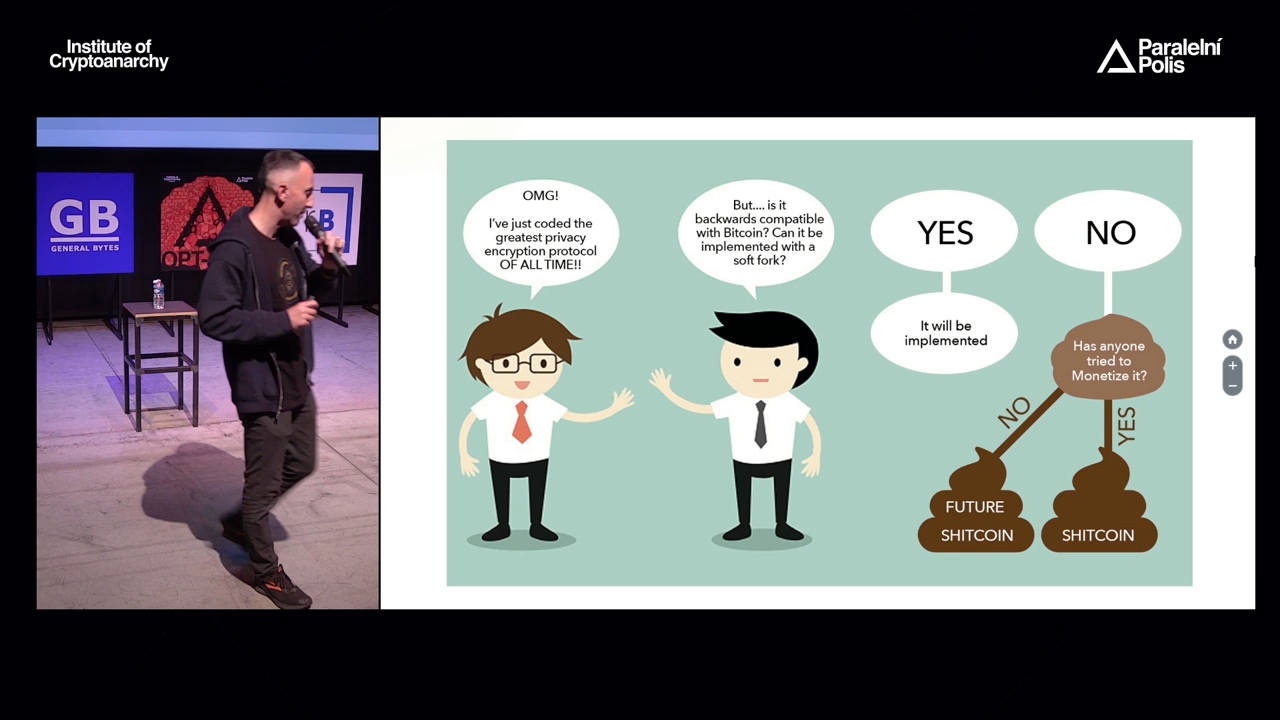 Institute of
Cryptoanarchy
Paralelní
Polis
GB
GENERAL BYTES
OPT
B
OMG!
I've just coded the
greatest privacy
encryption protocol
OF ALL TIME!!
But.... is it
backwards compatible
with Bitcoin? Can it be
implemented with a
soft fork?
YES
NO
It will be
implemented
Has anyone
tried to
Monetize it?
NO
YES
FUTURE
SHITCOIN
SHITCOIN